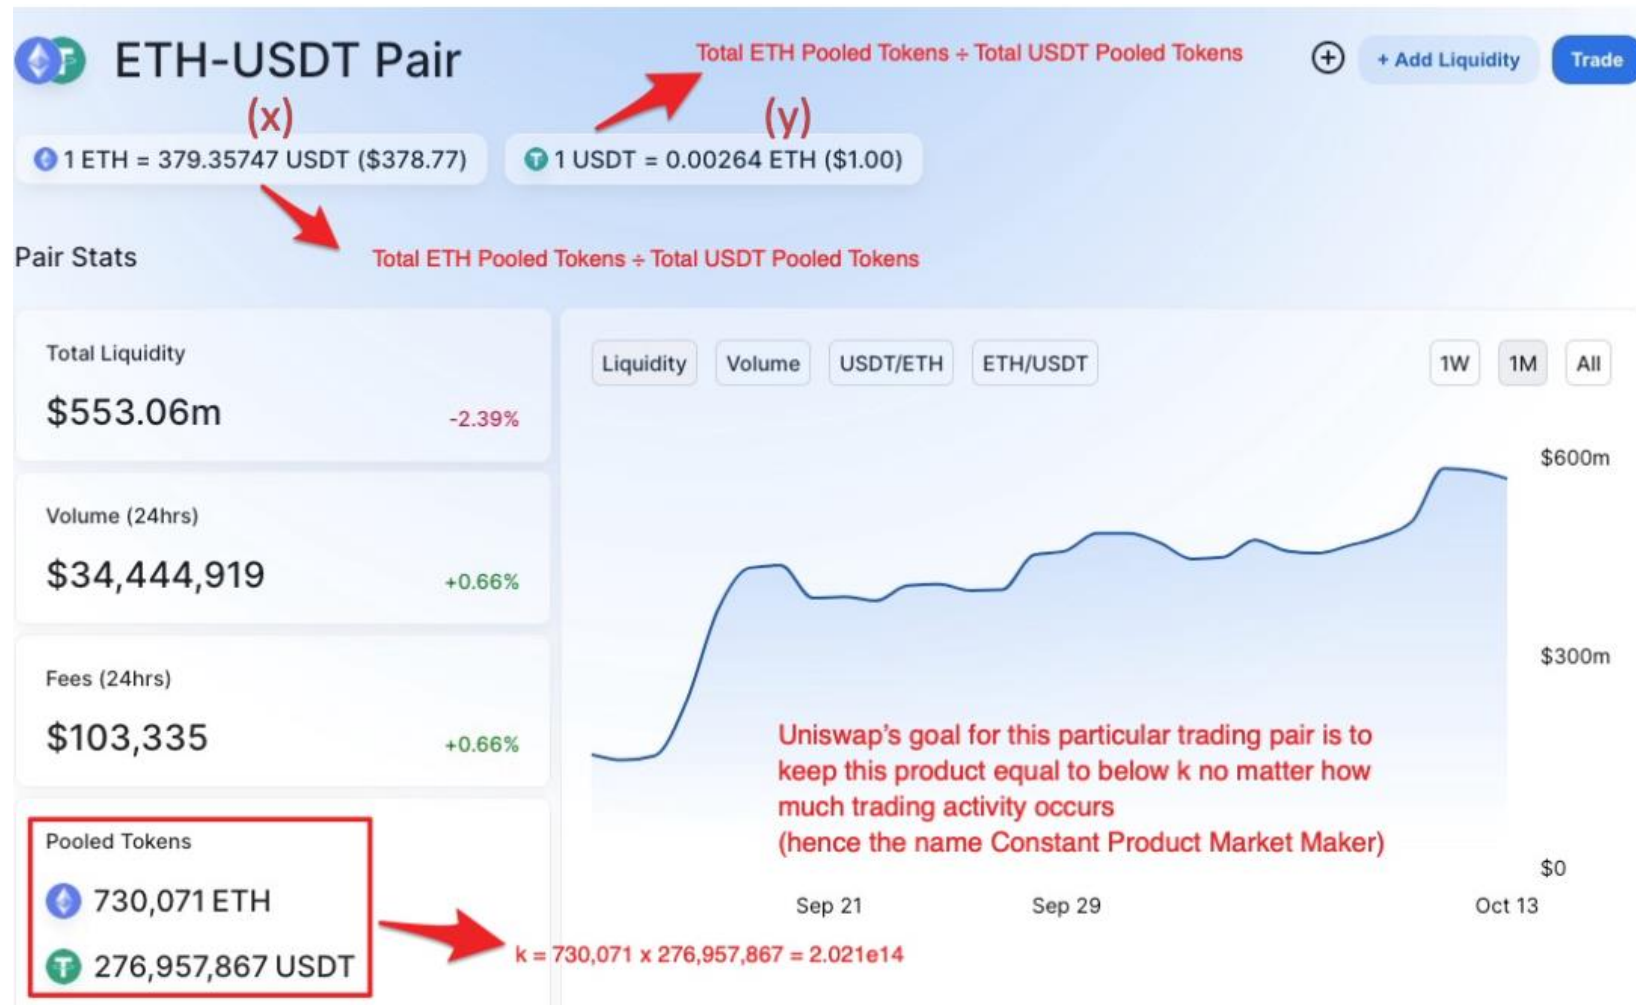 ETH-USDT Pair
Total ETH Pooled Tokens ÷ Total USDT Pooled Tokens
+ Add Liquidity
Trade
(x)
(y)
1 ETH = 379.35747 USDT ($378.77)
1 USDT = 0.00264 ETH ($1.00)
Pair Stats
Total ETH Pooled Tokens ÷ Total USDT Pooled Tokens
Total Liquidity
$553.06m
-2.39%
Volume (24hrs)
$34,444,919
+0.66%
Fees (24hrs)
$103,335
+0.66%
Pooled Tokens
730,071 ETH
276,957,867 USDT
Liquidity
Volume
USDT/ETH
ETH/USDT
1W
1M
All
$600m
$300m
$0
Uniswap's goal for this particular trading pair is to
keep this product equal to below k no matter how
much trading activity occurs
(hence the name Constant Product Market Maker)
Sep 21
Sep 29
Oct 13
k = 730,071 x 276,957,867 = 2.021e14